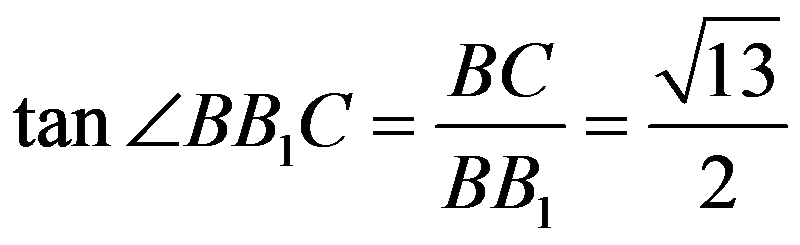 tan ∠BB₁C = BC/BB₁ = √13/2